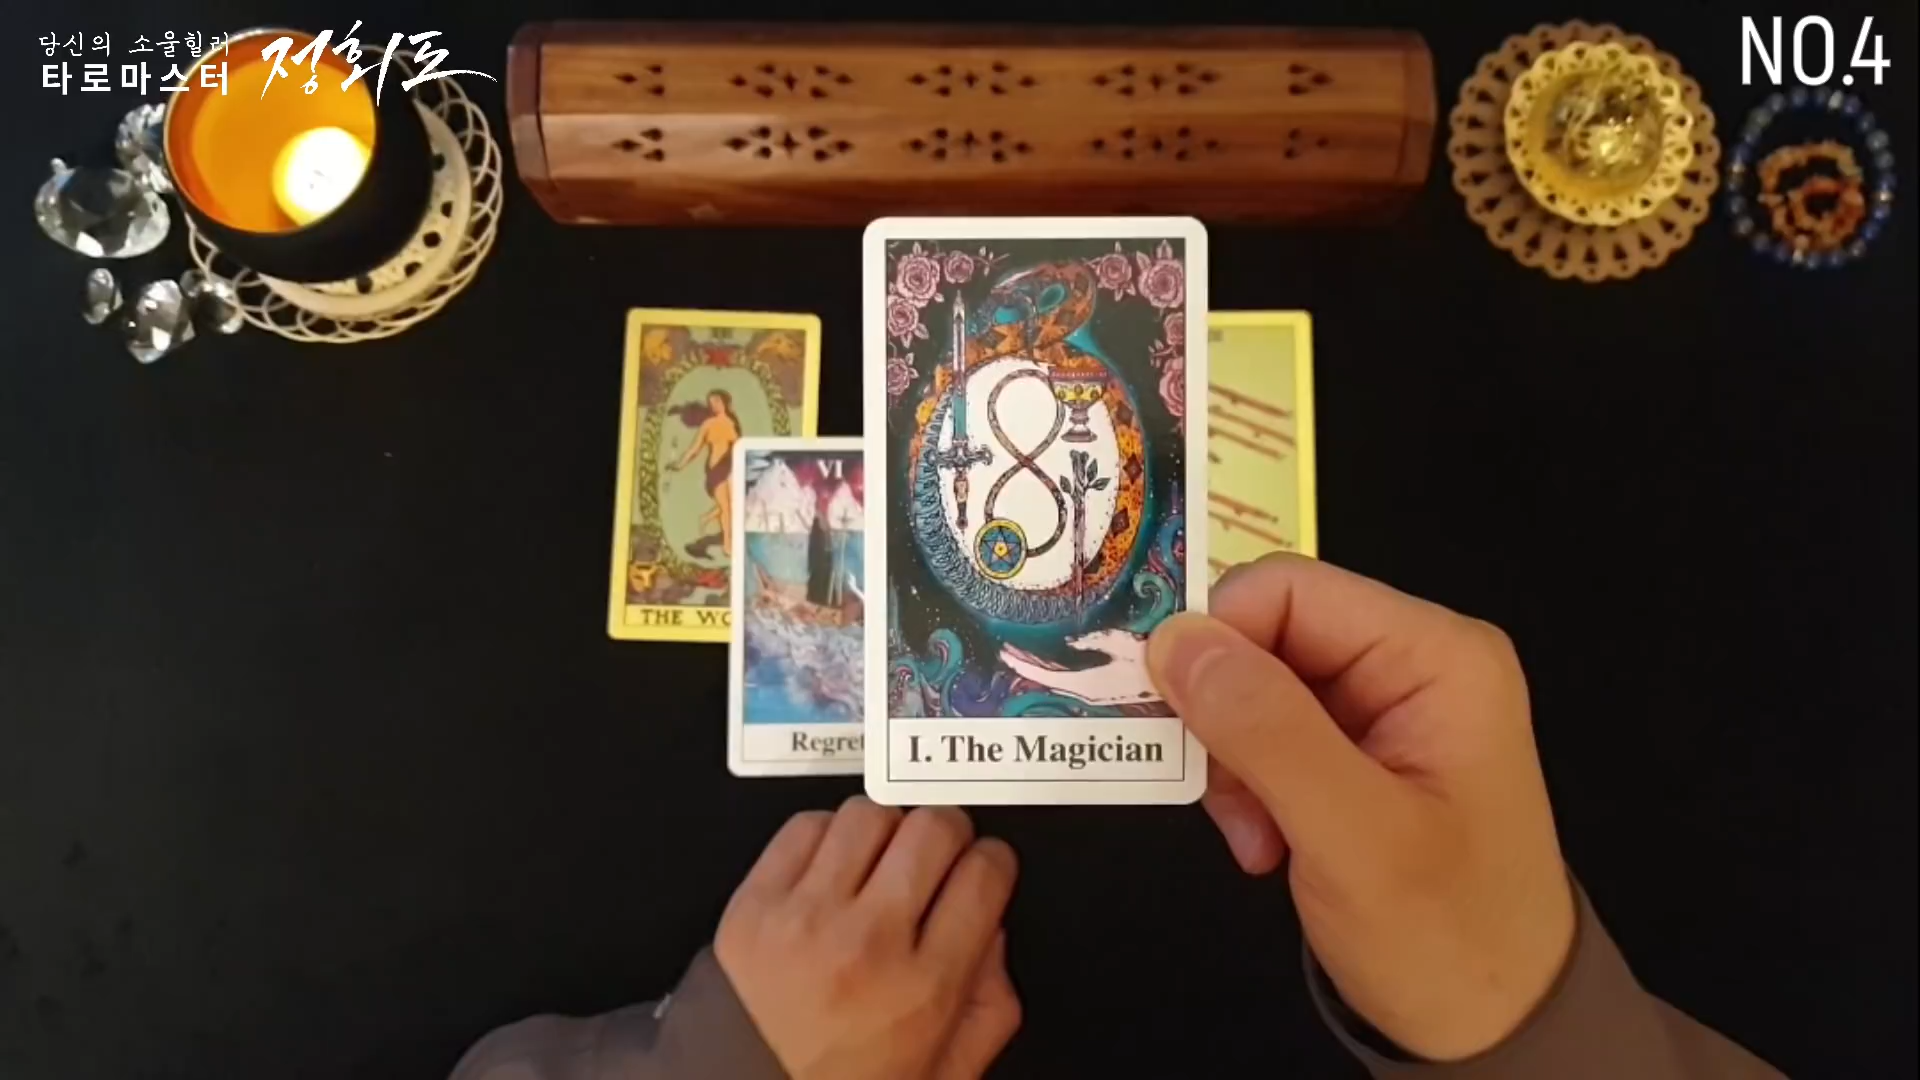 당신의 소울힐러
타로마스터 정회도
NO.4
VI
THE WO
Regret
I. The Magician